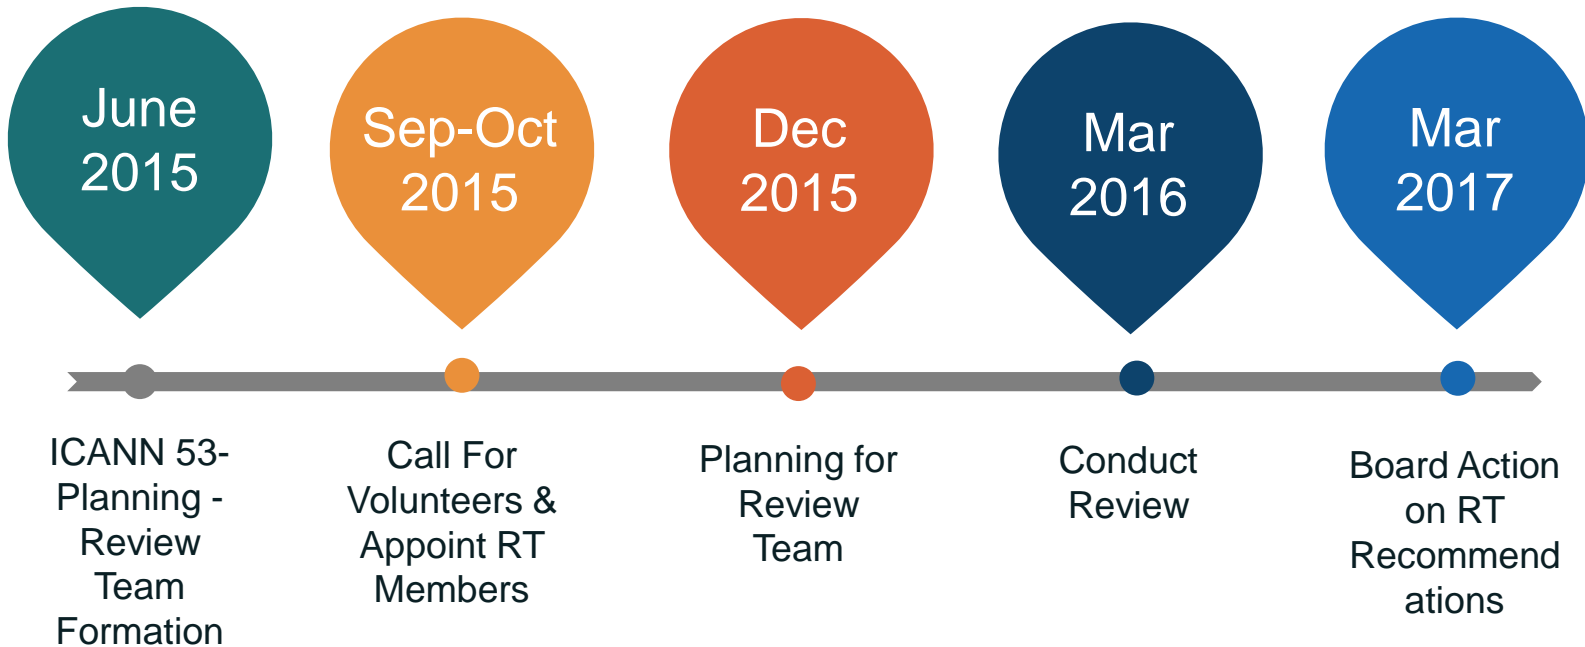 June
2015
Sep-Oct
2015
Dec
2015
Mar
2016
Mar
2017
ICANN 53-
Planning -
Review
Team
Formation
Call For
Volunteers &
Appoint RT
Members
Planning for
Review
Team
Conduct
Review
Board Action
on RT
Recommend
ations